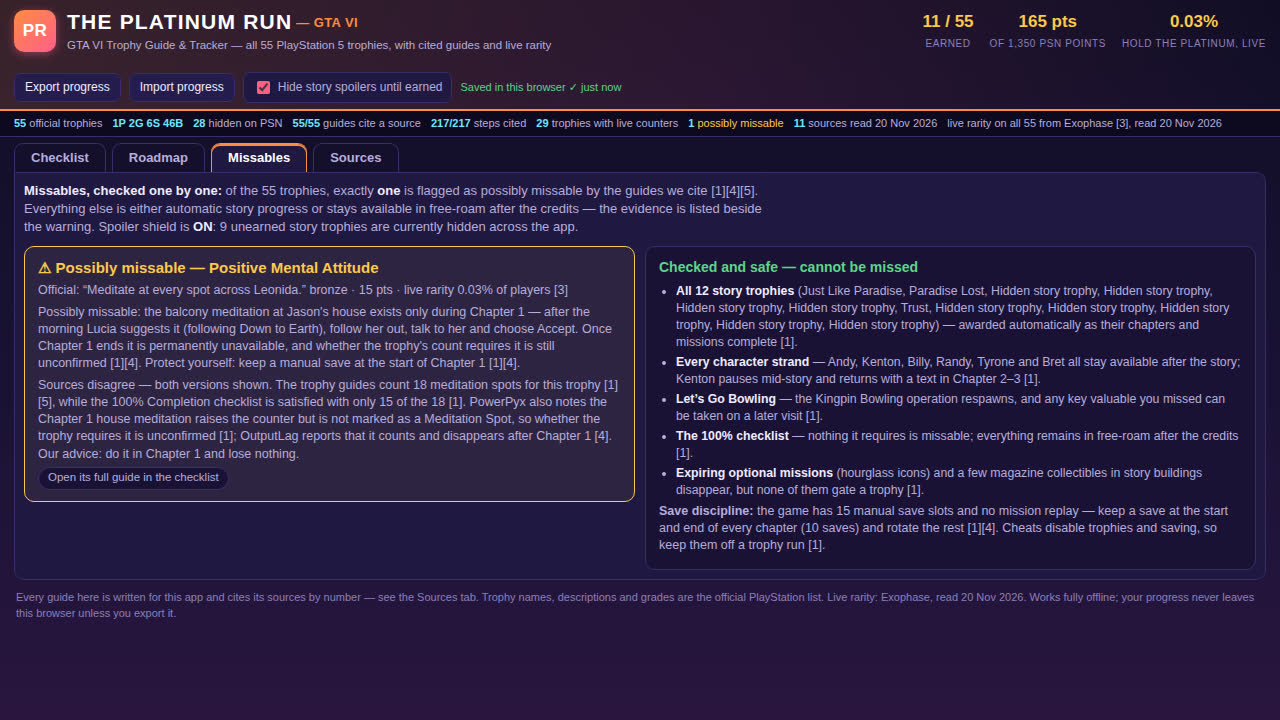 PR
THE PLATINUM RUN — GTA VI
GTA VI Trophy Guide & Tracker — all 55 PlayStation 5 trophies, with cited guides and live rarity
11 / 55
EARNED
165 pts
OF 1,350 PSN POINTS
0.03%
HOLD THE PLATINUM, LIVE
Export progress
Import progress
Hide story spoilers until earned
Saved in this browser ✓ just now
55 official trophies 1P 2G 6S 46B 28 hidden on PSN 55/55 guides cite a source 217/217 steps cited 29 trophies with live counters 1 possibly missable 11 sources read 20 Nov 2026 live rarity on all 55 from Exophase [3], read 20 Nov 2026
Checklist
Roadmap
Missables
Sources
Missables, checked one by one: of the 55 trophies, exactly one is flagged as possibly missable by the guides we cite [1][4][5].
Everything else is either automatic story progress or stays available in free-roam after the credits — the evidence is listed beside
the warning. Spoiler shield is ON: 9 unearned story trophies are currently hidden across the app.
⚠ Possibly missable — Positive Mental Attitude
Official: “Meditate at every spot across Leonida.” bronze · 15 pts · live rarity 0.03% of players [3]
Possibly missable: the balcony meditation at Jason's house exists only during Chapter 1 — after the
morning Lucia suggests it (following Down to Earth), follow her out, talk to her and choose Accept. Once
Chapter 1 ends it is permanently unavailable, and whether the trophy's count requires it is still
unconfirmed [1][4]. Protect yourself: keep a manual save at the start of Chapter 1 [1][4].
Sources disagree — both versions shown. The trophy guides count 18 meditation spots for this trophy [1]
[5], while the 100% Completion checklist is satisfied with only 15 of the 18 [1]. PowerPyx also notes the
Chapter 1 house meditation raises the counter but is not marked as a Meditation Spot, so whether the
trophy requires it is unconfirmed [1]; OutputLag reports that it counts and disappears after Chapter 1 [4].
Our advice: do it in Chapter 1 and lose nothing.
Open its full guide in the checklist
Checked and safe — cannot be missed
• All 12 story trophies (Just Like Paradise, Paradise Lost, Hidden story trophy, Hidden story trophy,
Hidden story trophy, Hidden story trophy, Trust, Hidden story trophy, Hidden story trophy, Hidden story
trophy, Hidden story trophy, Hidden story trophy) — awarded automatically as their chapters and
missions complete [1].
• Every character strand — Andy, Kenton, Billy, Randy, Tyrone and Bret all stay available after the story;
Kenton pauses mid-story and returns with a text in Chapter 2–3 [1].
• Let’s Go Bowling — the Kingpin Bowling operation respawns, and any key valuable you missed can
be taken on a later visit [1].
• The 100% checklist — nothing it requires is missable; everything remains in free-roam after the credits
[1].
• Expiring optional missions (hourglass icons) and a few magazine collectibles in story buildings
disappear, but none of them gate a trophy [1].
Save discipline: the game has 15 manual save slots and no mission replay — keep a save at the start
and end of every chapter (10 saves) and rotate the rest [1][4]. Cheats disable trophies and saving, so
keep them off a trophy run [1].
Every guide here is written for this app and cites its sources by number — see the Sources tab. Trophy names, descriptions and grades are the official PlayStation list. Live rarity: Exophase, read 20 Nov 2026. Works fully offline; your progress never leaves
this browser unless you export it.